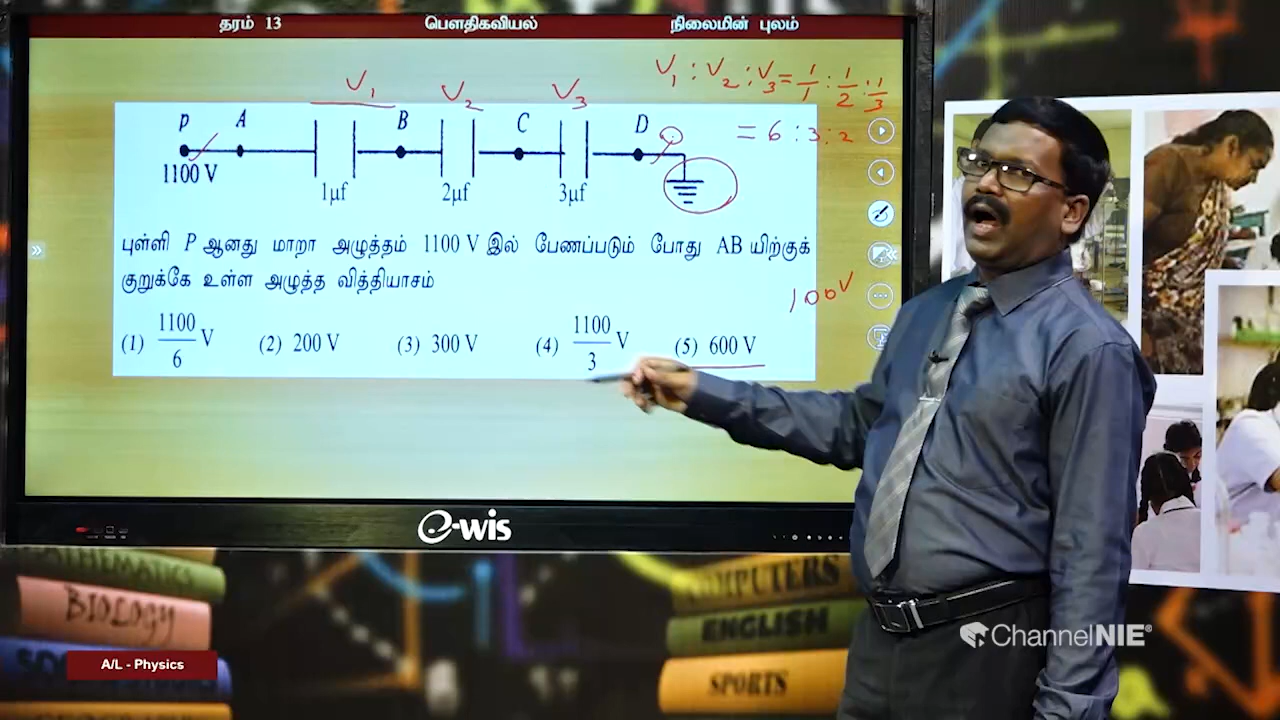 தரம் 13 பௌதிகவியல் நிலைமின் புலம்
V₁ : V₂ : V₃ = 1/1 : 1/2 : 1/3
= 6 : 3 : 2
V₁ V₂ V₃
P A B C D 0
1100 V 1μf 2μf 3μf
புள்ளி P ஆனது மாறா அழுத்தம் 1100 V இல் பேணப்படும் போது AB யிற்குக்
குறுக்கே உள்ள அழுத்த வித்தியாசம்
100V
(1) 1100/6 V (2) 200 V (3) 300 V (4) 1100/3 V (5) 600 V
e-wis
MATHEMATICS
BIOLOGY
COMPUTERS
ENGLISH
SPORTS
A/L - Physics
ChannelNIE®